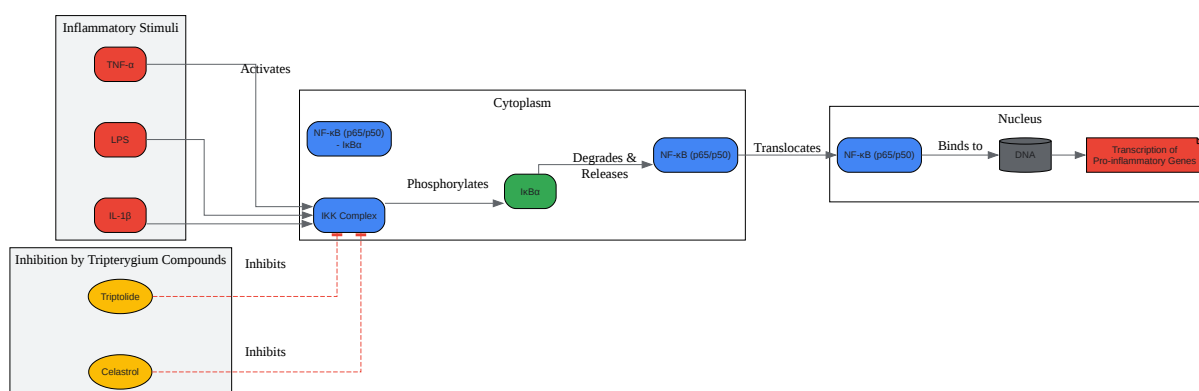 Inflammatory Stimuli
TNF-α
LPS
IL-1β
Activates
Inhibition by Tripterygium Compounds
Triptolide
Celastrol
Inhibits
Inhibits
Cytoplasm
NF-κB (p65/p50)
- IκBα
IKK Complex
Phosphorylates
IκBα
Degrades &
Releases
NF-κB (p65/p50)
Translocates
Nucleus
NF-κB (p65/p50)
Binds to
DNA
Transcription of
Pro-inflammatory Genes